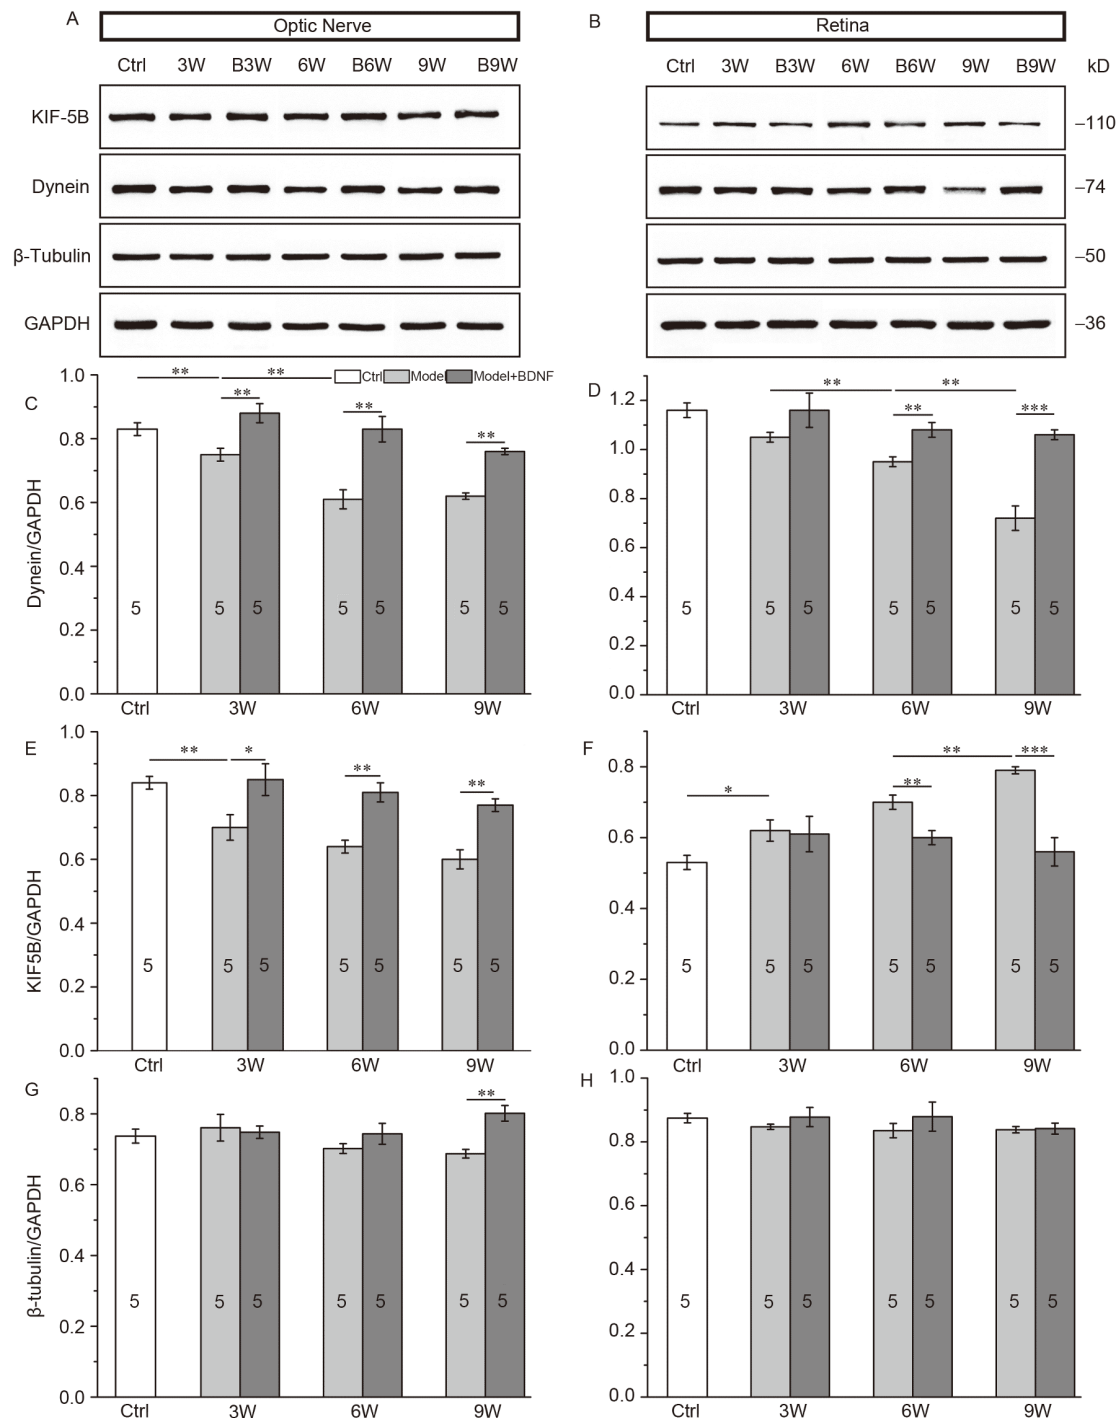 A
Optic Nerve
B
Retina
Ctrl 3W B3W 6W B6W 9W B9W
Ctrl 3W B3W 6W B6W 9W B9W kD
KIF-5B
–110
Dynein
–74
β-Tubulin
–50
GAPDH
–36
C
Ctrl Model Model+BDNF
** ** ** ** **
Dynein/GAPDH
1.0
0.8
0.6
0.4
0.2
0.0
5 5 5 5 5 5 5
Ctrl 3W 6W 9W
D
** ** ** ***
1.2
1.0
0.8
0.6
0.4
0.2
0.0
5 5 5 5 5 5 5
Ctrl 3W 6W 9W
E
** * ** **
KIF5B/GAPDH
1.0
0.8
0.6
0.4
0.2
0.0
5 5 5 5 5 5 5
Ctrl 3W 6W 9W
F
* ** ** ***
0.8
0.6
0.4
0.2
1.0
5 5 5 5 5 5 5
Ctrl 3W 6W 9W
G
**
β-tubulin/GAPDH
0.8
0.6
0.4
0.2
0.0
5 5 5 5 5 5 5
Ctrl 3W 6W 9W
H
1.0
0.8
0.6
0.4
0.2
0.0
5 5 5 5 5 5 5
Ctrl 3W 6W 9W